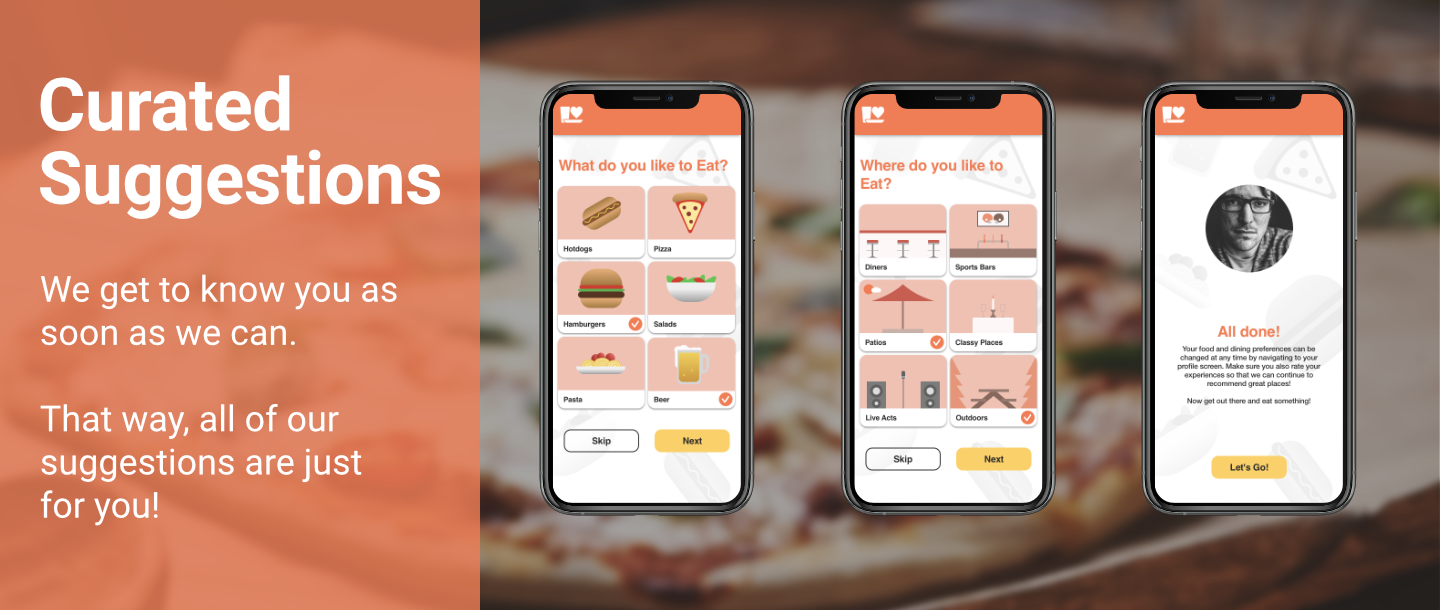 Curated
Suggestions
We get to know you as
soon as we can.
That way, all of our
suggestions are just
for you!
What do you like to Eat?
Hotdogs
Pizza
Hamburgers
Salads
Pasta
Beer
Skip
Next
Where do you like to
Eat?
Diners
Sports Bars
Patios
Classy Places
Live Acts
Outdoors
Skip
Next
All done!
Your food and dining preferences can be
changed at any time by navigating to your
profile screen. Make sure you also rate your
experiences so that we can continue to
recommend great places!
Now get out there and eat something!
Let's Go!